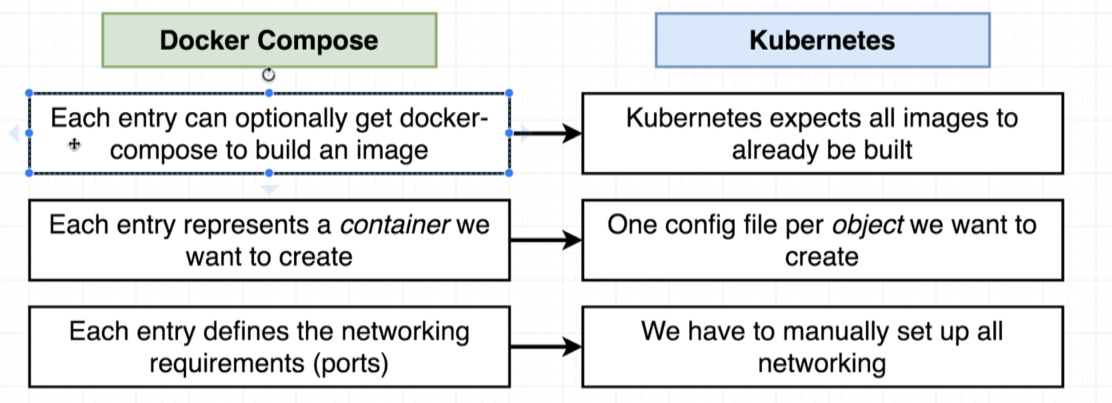 Docker Compose
Kubernetes
Each entry can optionally get docker-
compose to build an image
Kubernetes expects all images to
already be built
Each entry represents a container we
want to create
One config file per object we want to
create
Each entry defines the networking
requirements (ports)
We have to manually set up all
networking